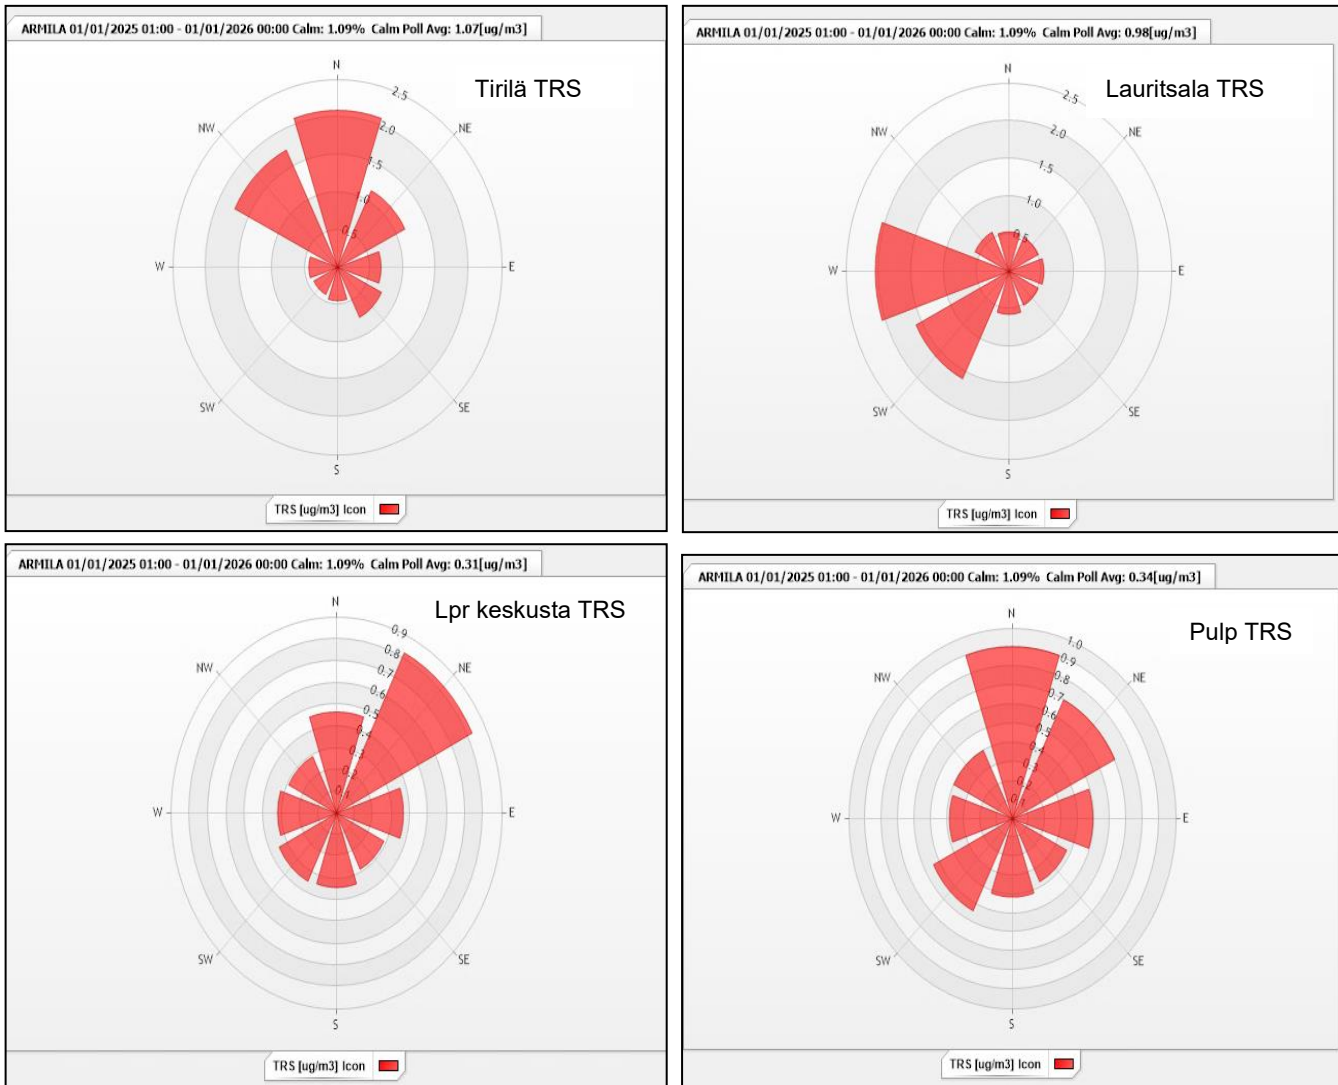 ARMILA 01/01/2025 01:00 - 01/01/2026 00:00 Calm: 1.09% Calm Poll Avg: 1.07[ug/m3]
Tirilä TRS
N
NE
E
SE
S
SW
W
NW
2.5
2.0
1.5
1.0
0.5
TRS [ug/m3] Icon
ARMILA 01/01/2025 01:00 - 01/01/2026 00:00 Calm: 1.09% Calm Poll Avg: 0.98[ug/m3]
Lauritsala TRS
N
NE
E
SE
S
SW
W
NW
2.5
2.0
1.5
1.0
0.5
TRS [ug/m3] Icon
ARMILA 01/01/2025 01:00 - 01/01/2026 00:00 Calm: 1.09% Calm Poll Avg: 0.31[ug/m3]
Lpr keskusta TRS
N
NE
E
SE
S
SW
W
NW
0.9
0.8
0.7
0.6
0.5
0.4
0.3
0.2
0.1
TRS [ug/m3] Icon
ARMILA 01/01/2025 01:00 - 01/01/2026 00:00 Calm: 1.09% Calm Poll Avg: 0.34[ug/m3]
Pulp TRS
N
NE
E
SE
S
SW
W
NW
1.0
0.9
0.8
0.7
0.6
0.5
0.4
0.3
0.2
0.1
TRS [ug/m3] Icon